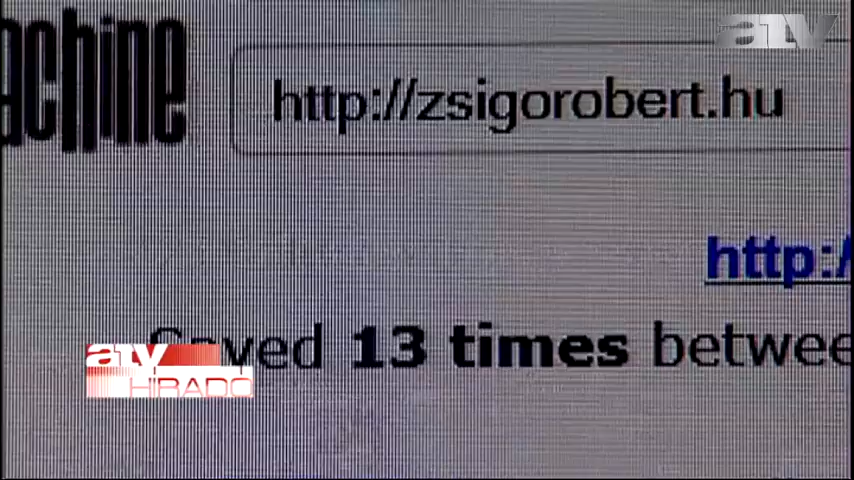 atv
achine
http://zsigorobert.hu
http:/
Saved 13 times betwee
atv
HÍRADÓ